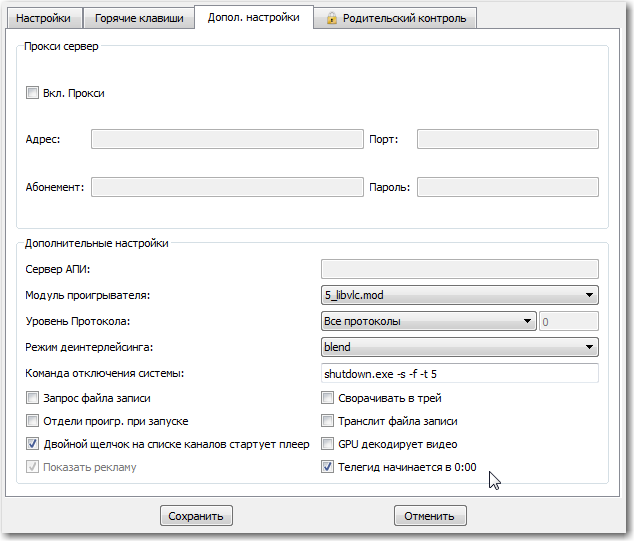 Настройки
Горячие клавиши
Допол. настройки
Родительский контроль
Прокси сервер
Вкл. Прокси
Адрес:
Порт:
Абонемент:
Пароль:
Дополнительные настройки
Сервер АПИ:
Модуль проигрывателя:
5_libvlc.mod
Уровень Протокола:
Все протоколы
0
Режим деинтерлейсинга:
blend
Команда отключения системы:
shutdown.exe -s -f -t 5
Запрос файла записи
Сворачивать в трей
Отдели проигр. при запуске
Транслит файла записи
Двойной щелчок на списке каналов стартует плеер
GPU декодирует видео
Показать рекламу
Телегид начинается в 0:00
Сохранить
Отменить